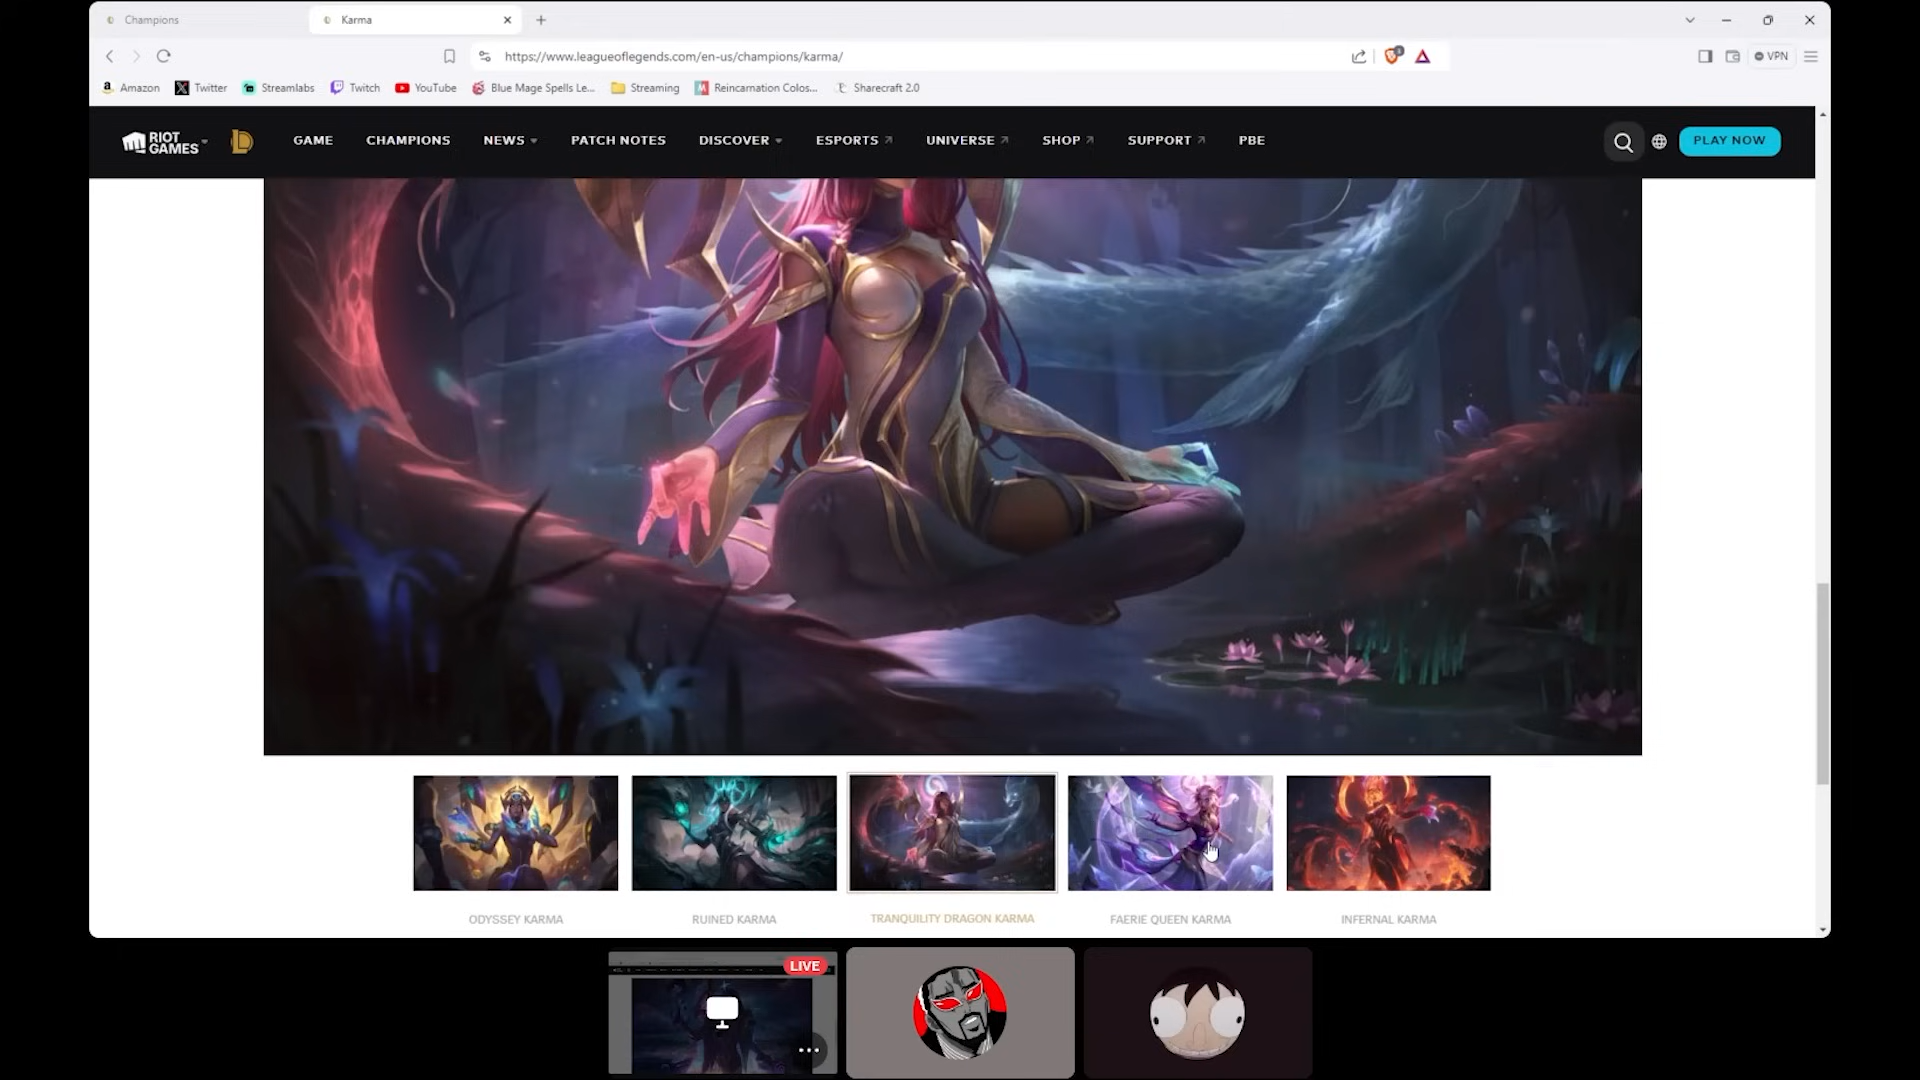 Champions
Karma
https://www.leagueoflegends.com/en-us/champions/karma/
VPN
Amazon
Twitter
Streamlabs
Twitch
YouTube
Blue Mage Spells Le...
Streaming
Reincarnation Colos...
Sharecraft 2.0
RIOT
GAMES
GAME
CHAMPIONS
NEWS
PATCH NOTES
DISCOVER
ESPORTS
UNIVERSE
SHOP
SUPPORT
PBE
PLAY NOW
ODYSSEY KARMA
RUINED KARMA
TRANQUILITY DRAGON KARMA
FAERIE QUEEN KARMA
INFERNAL KARMA
LIVE